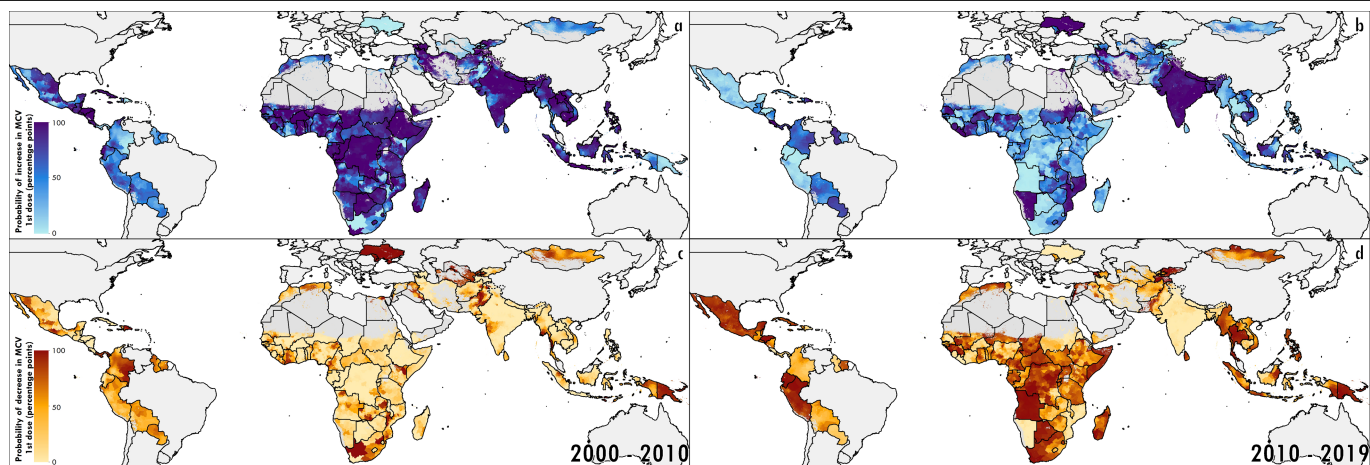 a
b
Probability of increase in MCV
1st dose (percentage points)
100
50
0
c
d
Probability of decrease in MCV
1st dose (percentage points)
100
50
0
2000 - 2010
2010 - 2019